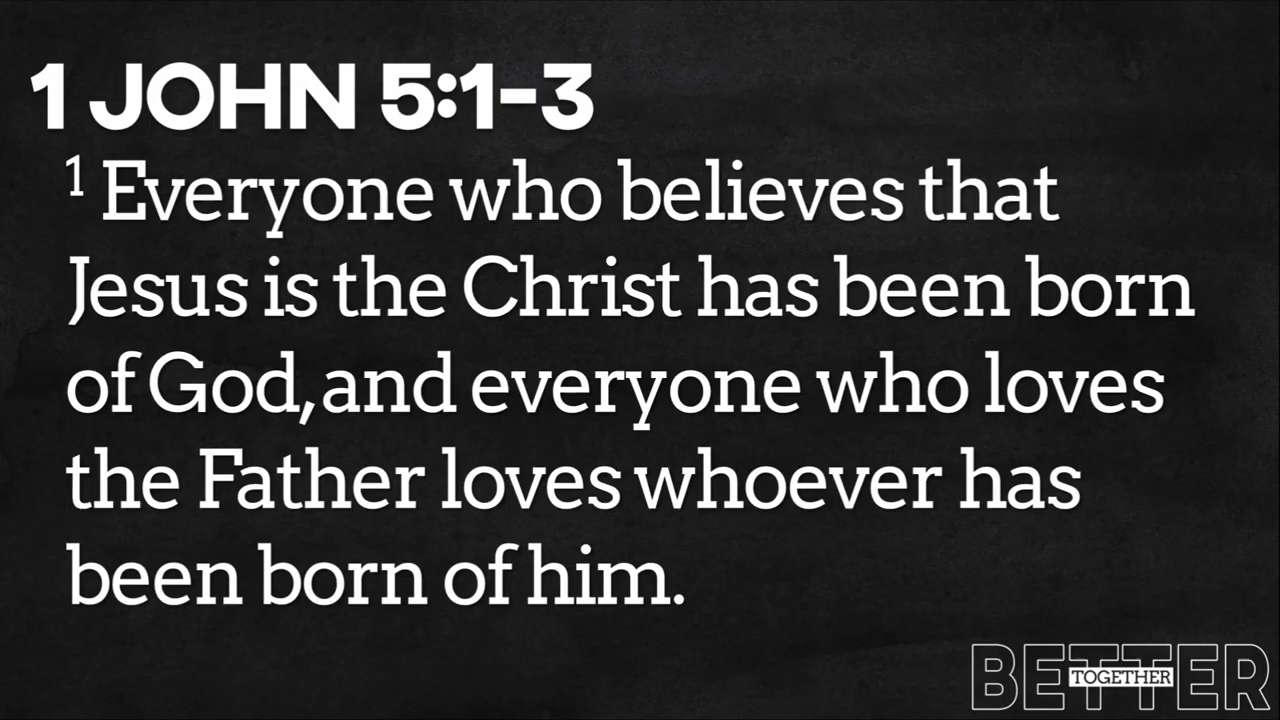 1 JOHN 5:1-3
1 Everyone who believes that
Jesus is the Christ has been born
of God,and everyone who loves
the Father loves whoever has
been born of him.
BETTER
TOGETHER